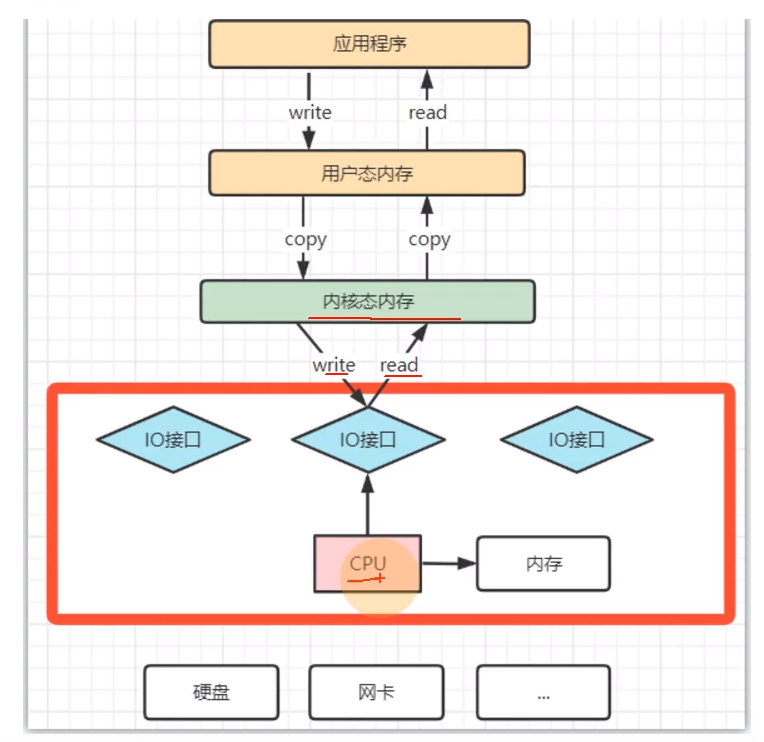 应用程序
write
read
用户态内存
copy
copy
内核态内存
write
read
IO接口
IO接口
IO接口
CPU
内存
硬盘
网卡
...